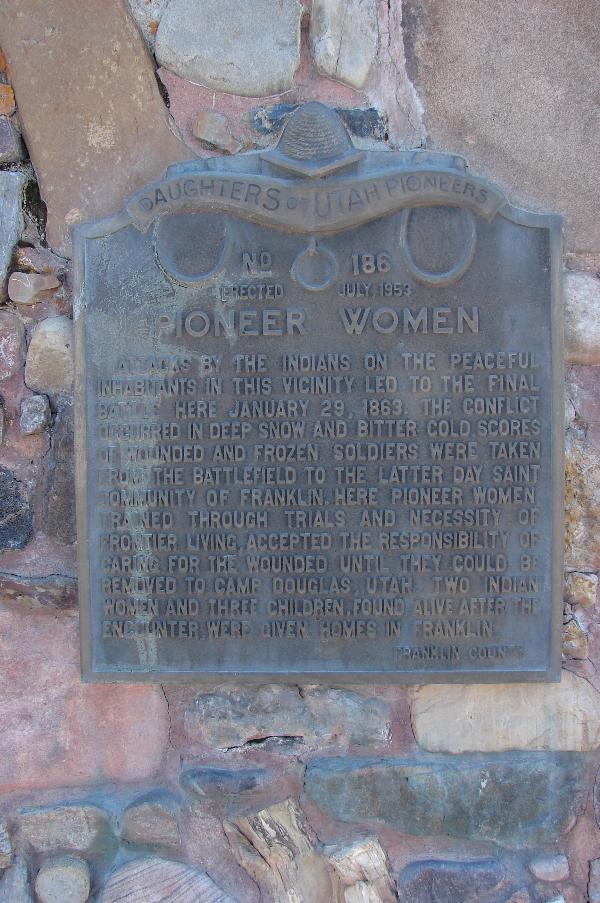 DAUGHTERS OF UTAH PIONEERS
NO. 186
ERECTED JULY, 1953
PIONEER WOMEN
ATTACKS BY THE INDIANS ON THE PEACEFUL
INHABITANTS IN THIS VICINITY LED TO THE FINAL
BATTLE HERE JANUARY 29, 1863. THE CONFLICT
OCCURRED IN DEEP SNOW AND BITTER COLD. SCORES
OF WOUNDED AND FROZEN SOLDIERS WERE TAKEN
FROM THE BATTLEFIELD TO THE LATTER DAY SAINT
COMMUNITY OF FRANKLIN. HERE PIONEER WOMEN,
TRAINED THROUGH TRIALS AND NECESSITY OF
FRONTIER LIVING, ACCEPTED THE RESPONSIBILITY OF
CARING FOR THE WOUNDED UNTIL THEY COULD BE
REMOVED TO CAMP DOUGLAS, UTAH. TWO INDIAN
WOMEN AND THREE CHILDREN, FOUND ALIVE AFTER THE
ENCOUNTER, WERE GIVEN HOMES IN FRANKLIN.
FRANKLIN COUNTY